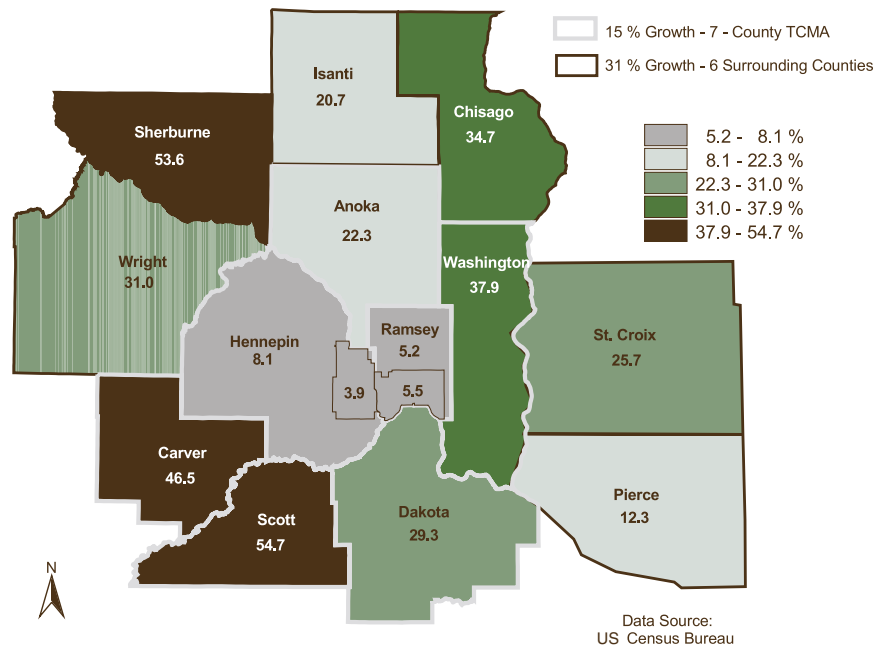 15 % Growth - 7 - County TCMA
31 % Growth - 6 Surrounding Counties
5.2 - 8.1 %
8.1 - 22.3 %
22.3 - 31.0 %
31.0 - 37.9 %
37.9 - 54.7 %
Isanti
20.7
Chisago
34.7
Sherburne
53.6
Anoka
22.3
Wright
31.0
Washington
37.9
Hennepin
8.1
Ramsey
5.2
St. Croix
25.7
3.9
5.5
Carver
46.5
Scott
54.7
Dakota
29.3
Pierce
12.3
N
Data Source:
US Census Bureau